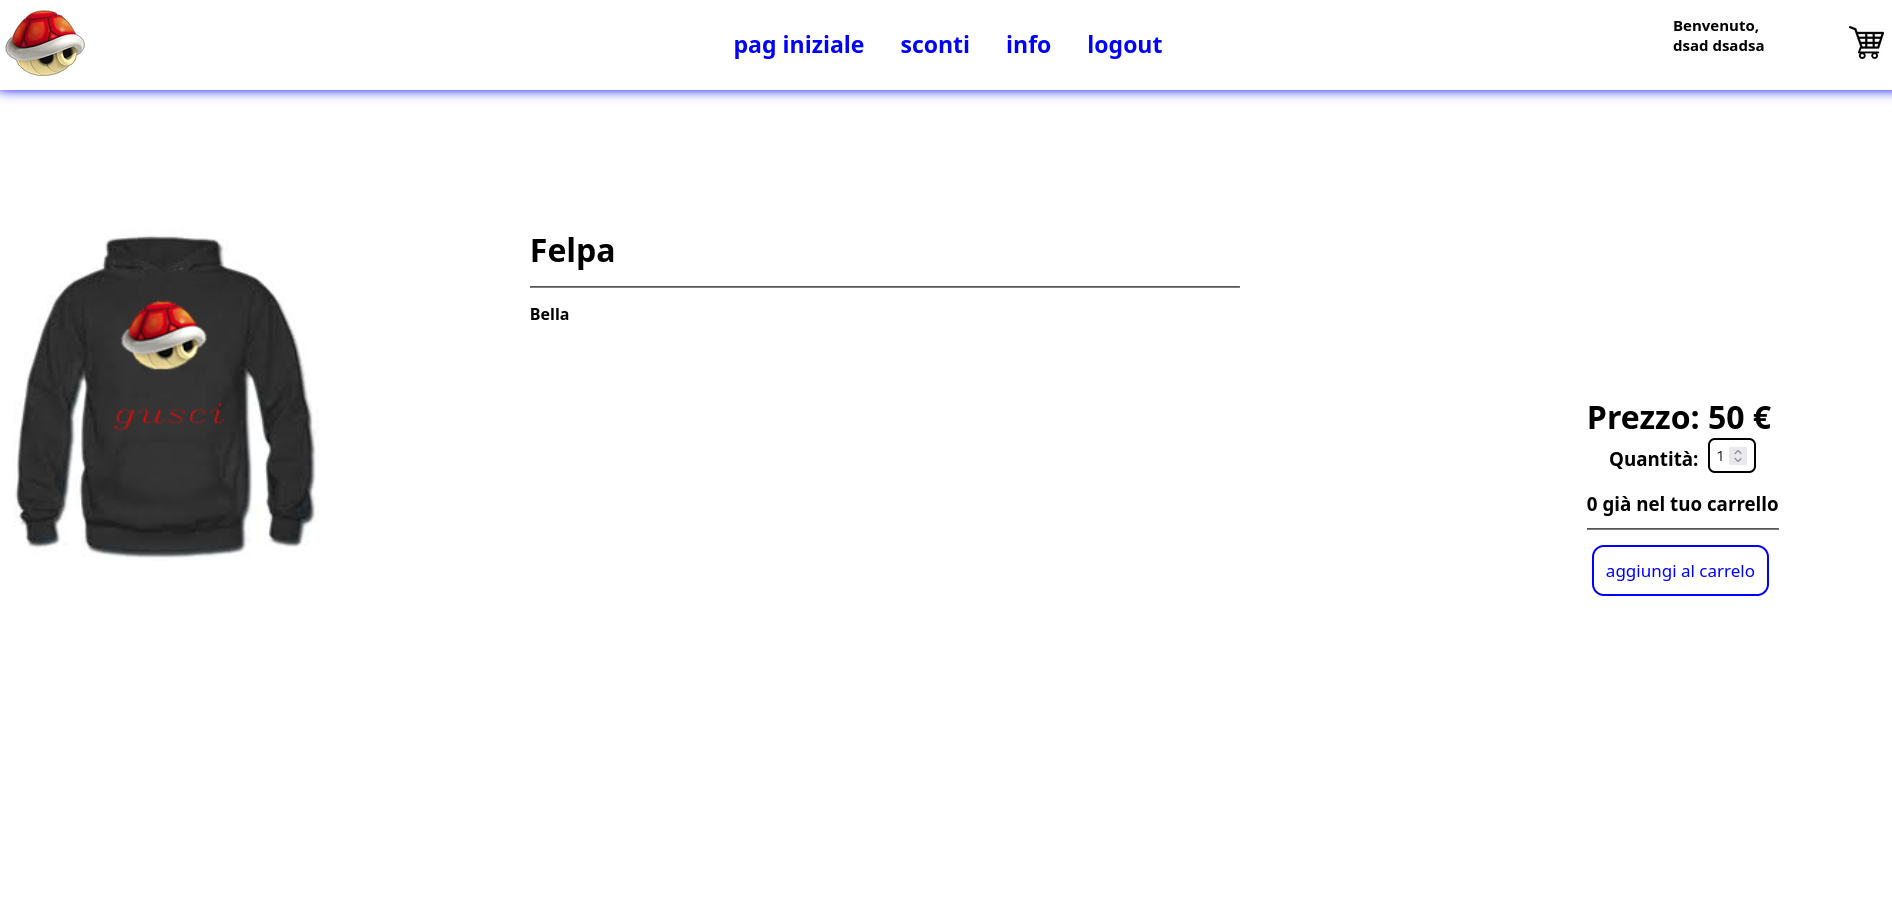 pag iniziale sconti info logout
Benvenuto,
dsad dsadsa
Felpa
Bella
gusci
Prezzo: 50 €
Quantità: 1
0 già nel tuo carrello
aggiungi al carrelo